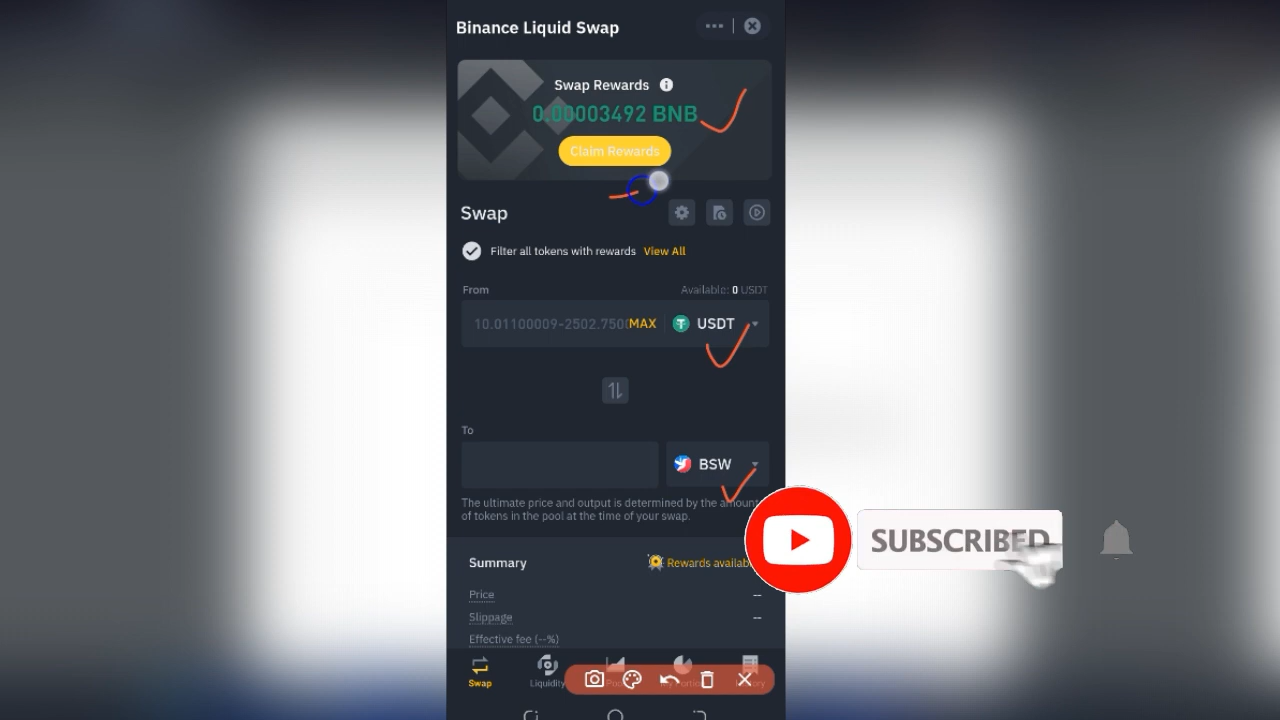 Binance Liquid Swap
Swap Rewards
0.00003492 BNB
Claim Rewards
Swap
Filter all tokens with rewards View All
From Available: 0 USDT
10.01100009-2502.750 MAX USDT
To
BSW
The ultimate price and output is determined by the amount
of tokens in the pool at the time of your swap.
Summary Rewards availab
Price --
Slippage --
Effective fee (--%)
Swap Liquidity
SUBSCRIBED